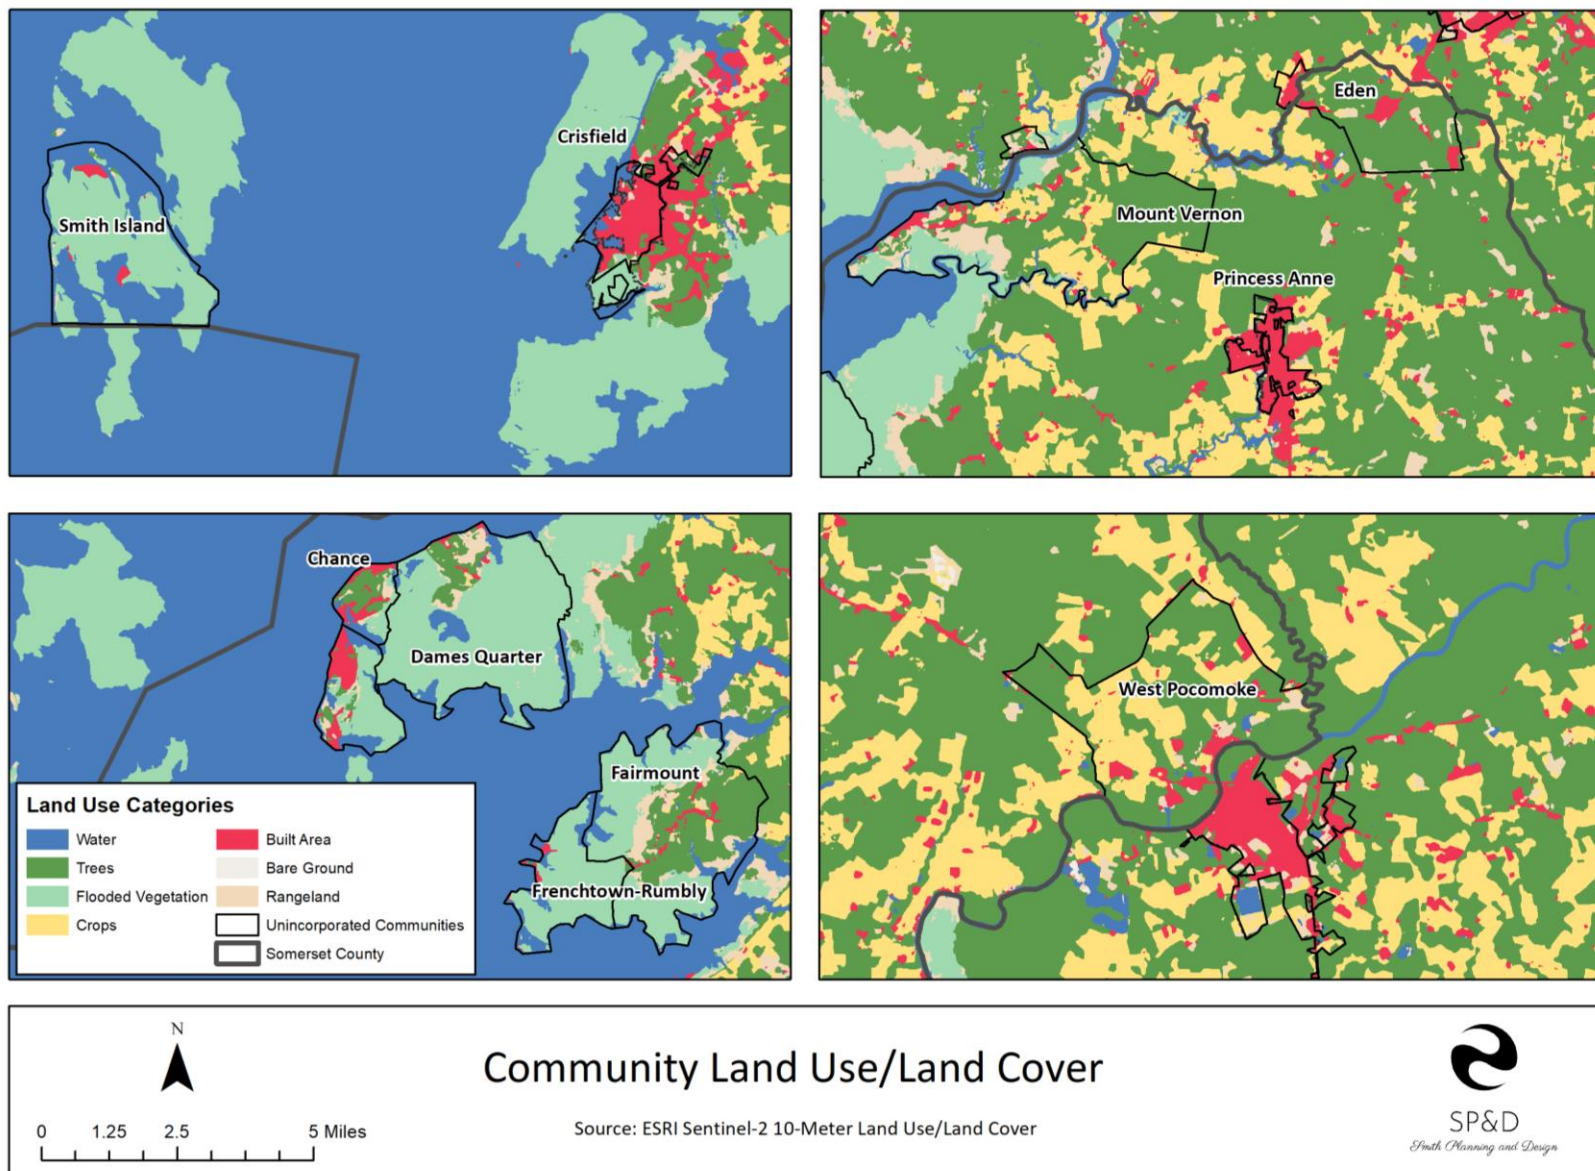 Crisfield
Smith Island
Eden
Mount Vernon
Princess Anne
Chance
Dames Quarter
Fairmount
Frenchtown-Rumbly
West Pocomoke
Land Use Categories
Water
Trees
Flooded Vegetation
Crops
Built Area
Bare Ground
Rangeland
Unincorporated Communities
Somerset County
N
0 1.25 2.5 5 Miles
Community Land Use/Land Cover
Source: ESRI Sentinel-2 10-Meter Land Use/Land Cover
SP&D
Smith Planning and Design